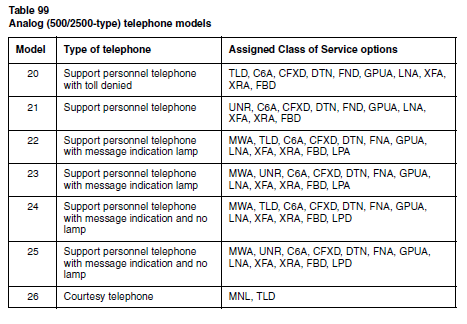 Table 99
Analog (500/2500-type) telephone models
Model Type of telephone Assigned Class of Service options
20 Support personnel telephone TLD, C6A, CFXD, DTN, FND, GPUA, LNA, XFA,
with toll denied XRA, FBD
21 Support personnel telephone UNR, C6A, CFXD, DTN, FND, GPUA, LNA,
XFA, XRA, FBD
22 Support personnel telephone MWA, TLD, C6A, CFXD, DTN, FNA, GPUA,
with message indication lamp LNA, XFA, XRA, FBD, LPA
23 Support personnel telephone MWA, UNR, C6A, CFXD, DTN, FNA, GPUA,
with message indication lamp LNA, XFA, XRA, FBD, LPA
24 Support personnel telephone MWA, TLD, C6A, CFXD, DTN, FNA, GPUA,
with message indication and no LNA, XFA, XRA, FBD, LPD
lamp
25 Support personnel telephone MWA, UNR, C6A, CFXD, DTN, FNA, GPUA,
with message indication and no LNA, XFA, XRA, FBD, LPD
lamp
26 Courtesy telephone MNL, TLD